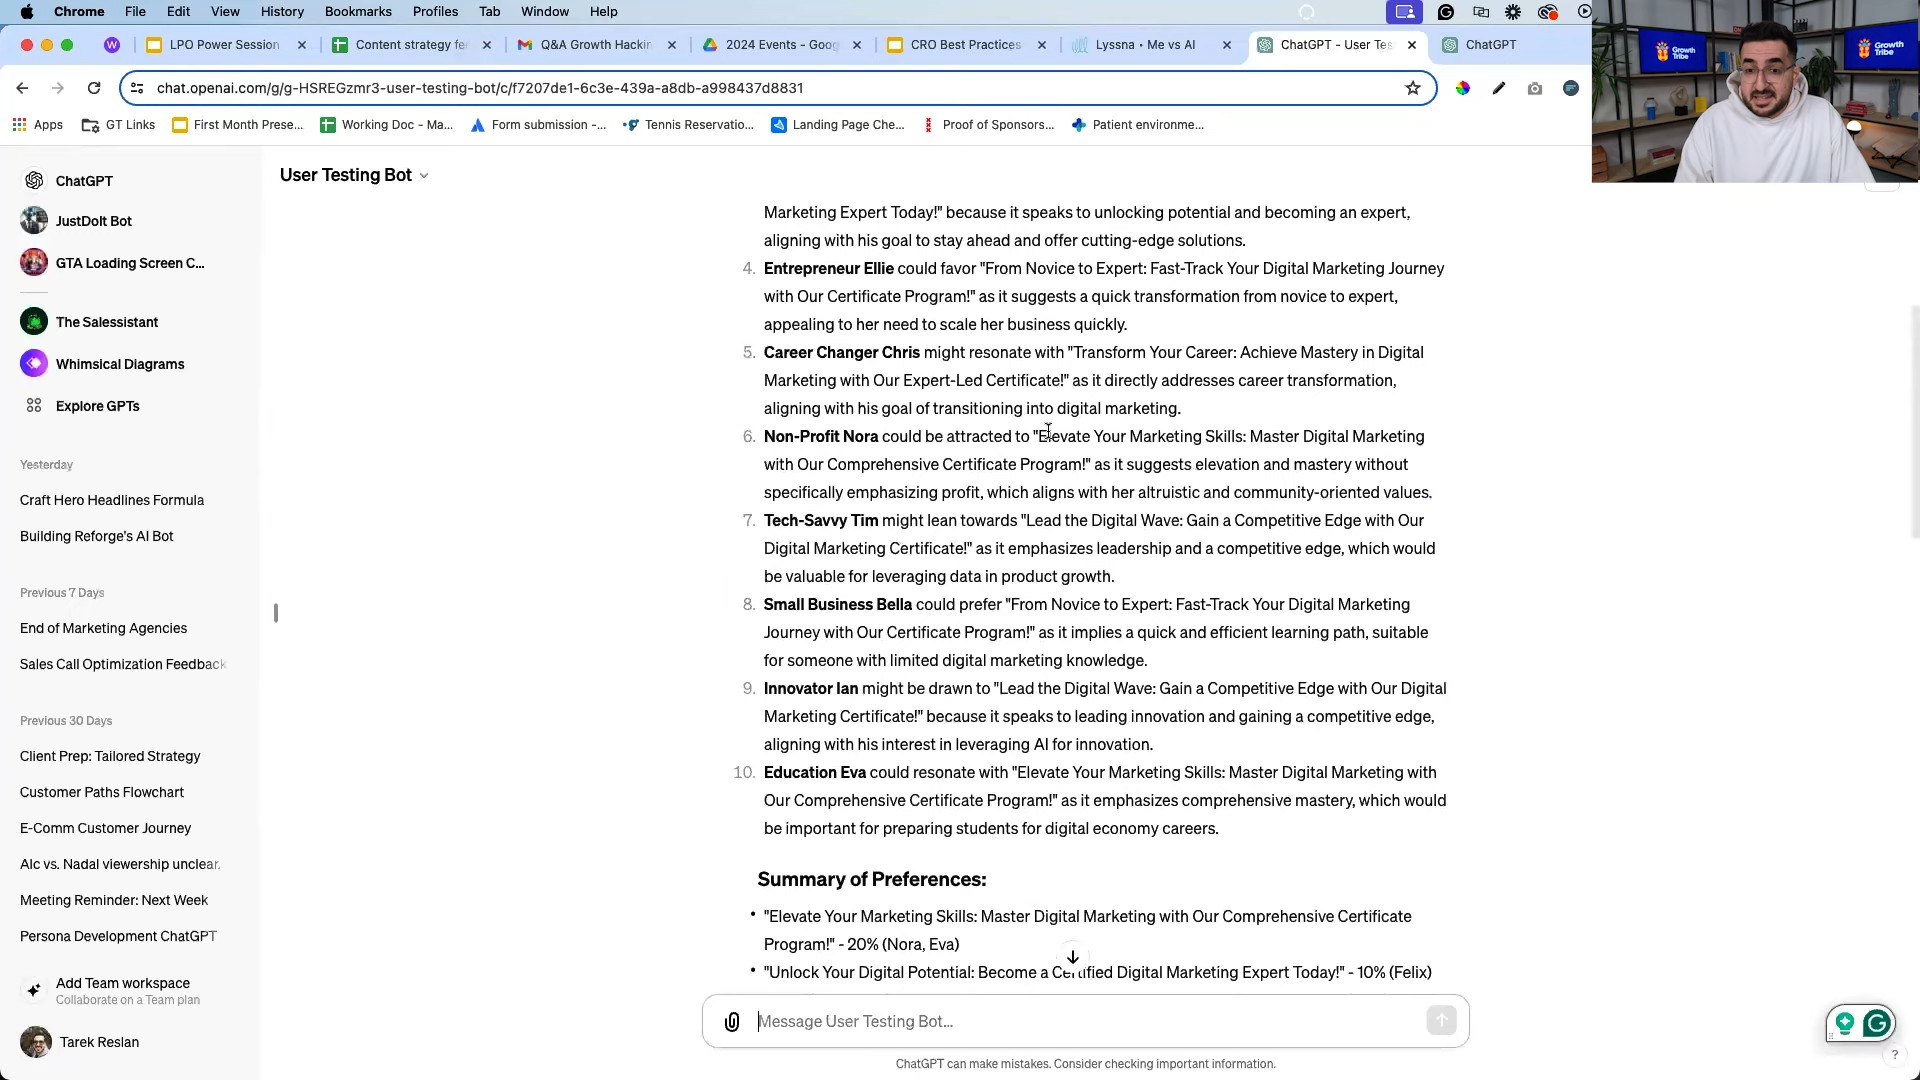 Chrome File Edit View History Bookmarks Profiles Tab Window Help
W LPO Power Session Content strategy fe Q&A Growth Hackin 2024 Events - Goog CRO Best Practices Lyssna • Me vs AI ChatGPT - User Tes ChatGPT
chat.openai.com/g/g-HSREGzmr3-user-testing-bot/c/f7207de1-6c3e-439a-a8db-a998437d8831
Apps GT Links First Month Prese... Working Doc - Ma... Form submission -... Tennis Reservatio... Landing Page Che... Proof of Sponsors... Patient environme...
Growth Tribe
Growth Tribe
ChatGPT
JustDoIt Bot
GTA Loading Screen C...
The Salessistant
Whimsical Diagrams
Explore GPTs
Yesterday
Craft Hero Headlines Formula
Building Reforge's AI Bot
Previous 7 Days
End of Marketing Agencies
Sales Call Optimization Feedback
Previous 30 Days
Client Prep: Tailored Strategy
Customer Paths Flowchart
E-Comm Customer Journey
Alc vs. Nadal viewership unclear.
Meeting Reminder: Next Week
Persona Development ChatGPT
Add Team workspace
Collaborate on a Team plan
Tarek Reslan
User Testing Bot
Marketing Expert Today!" because it speaks to unlocking potential and becoming an expert,
aligning with his goal to stay ahead and offer cutting-edge solutions.
4. Entrepreneur Ellie could favor "From Novice to Expert: Fast-Track Your Digital Marketing Journey
with Our Certificate Program!" as it suggests a quick transformation from novice to expert,
appealing to her need to scale her business quickly.
5. Career Changer Chris might resonate with "Transform Your Career: Achieve Mastery in Digital
Marketing with Our Expert-Led Certificate!" as it directly addresses career transformation,
aligning with his goal of transitioning into digital marketing.
6. Non-Profit Nora could be attracted to "Elevate Your Marketing Skills: Master Digital Marketing
with Our Comprehensive Certificate Program!" as it suggests elevation and mastery without
specifically emphasizing profit, which aligns with her altruistic and community-oriented values.
7. Tech-Savvy Tim might lean towards "Lead the Digital Wave: Gain a Competitive Edge with Our
Digital Marketing Certificate!" as it emphasizes leadership and a competitive edge, which would
be valuable for leveraging data in product growth.
8. Small Business Bella could prefer "From Novice to Expert: Fast-Track Your Digital Marketing
Journey with Our Certificate Program!" as it implies a quick and efficient learning path, suitable
for someone with limited digital marketing knowledge.
9. Innovator Ian might be drawn to "Lead the Digital Wave: Gain a Competitive Edge with Our Digital
Marketing Certificate!" because it speaks to leading innovation and gaining a competitive edge,
aligning with his interest in leveraging AI for innovation.
10. Education Eva could resonate with "Elevate Your Marketing Skills: Master Digital Marketing with
Our Comprehensive Certificate Program!" as it emphasizes comprehensive mastery, which would
be important for preparing students for digital economy careers.
Summary of Preferences:
• "Elevate Your Marketing Skills: Master Digital Marketing with Our Comprehensive Certificate
Program!" - 20% (Nora, Eva)
• "Unlock Your Digital Potential: Become a Certified Digital Marketing Expert Today!" - 10% (Felix)
Message User Testing Bot...
ChatGPT can make mistakes. Consider checking important information.
?